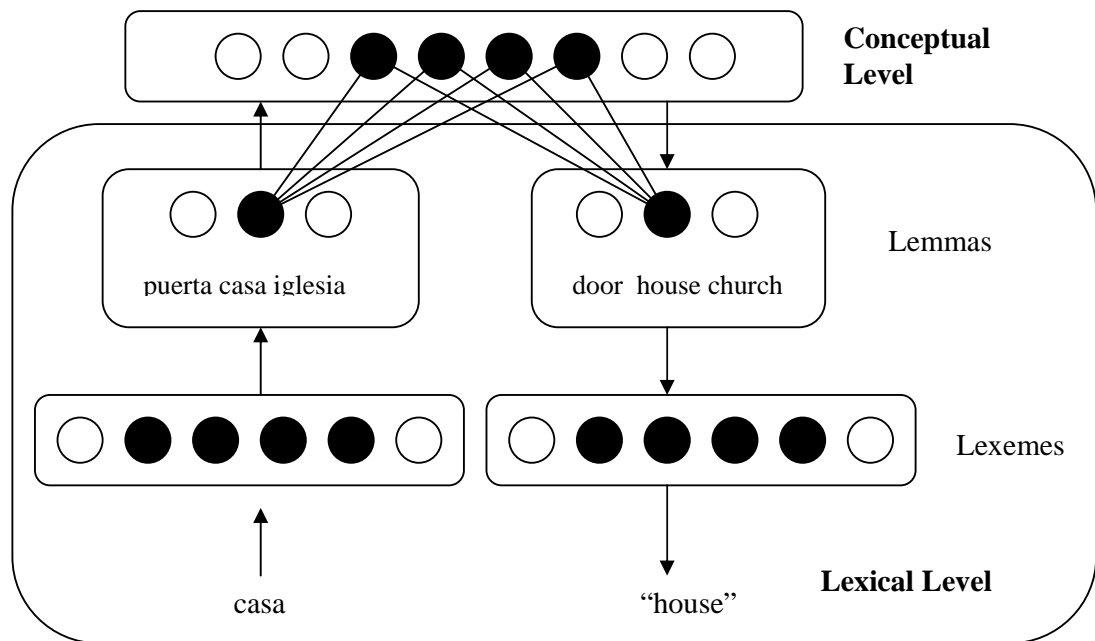 Conceptual
Level
Lemmas
puerta casa iglesia
door house church
Lexemes
Lexical Level
casa
“house”